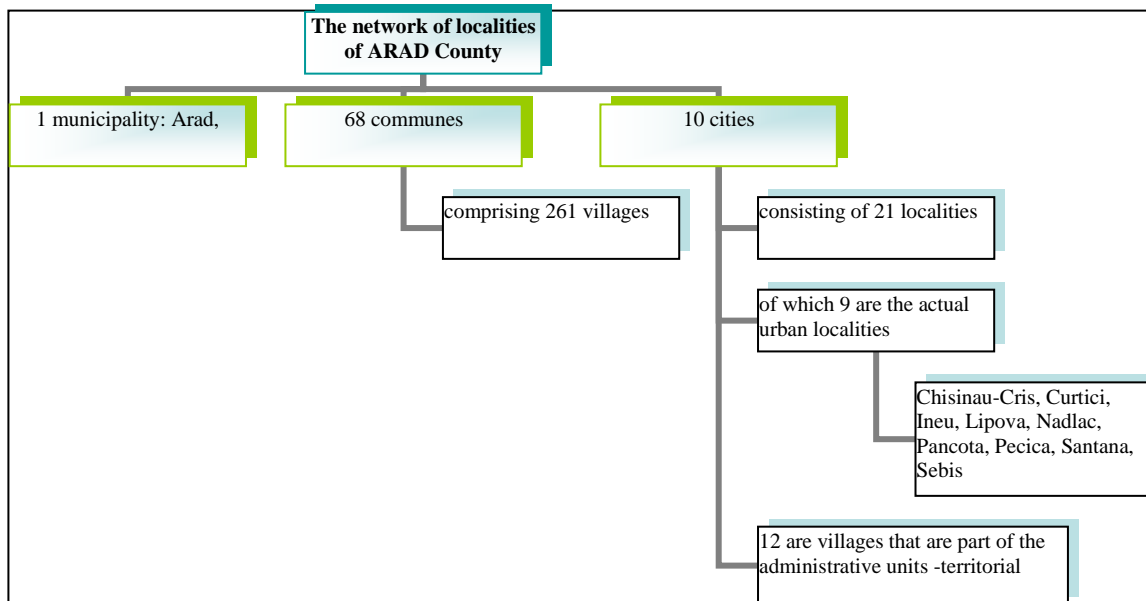 The network of localities
of ARAD County
1 municipality: Arad,
68 communes
10 cities
comprising 261 villages
consisting of 21 localities
of which 9 are the actual
urban localities
Chisinau-Cris, Curtici,
Ineu, Lipova, Nadlac,
Pancota, Pecica, Santana,
Sebis
12 are villages that are part of the
administrative units -territorial